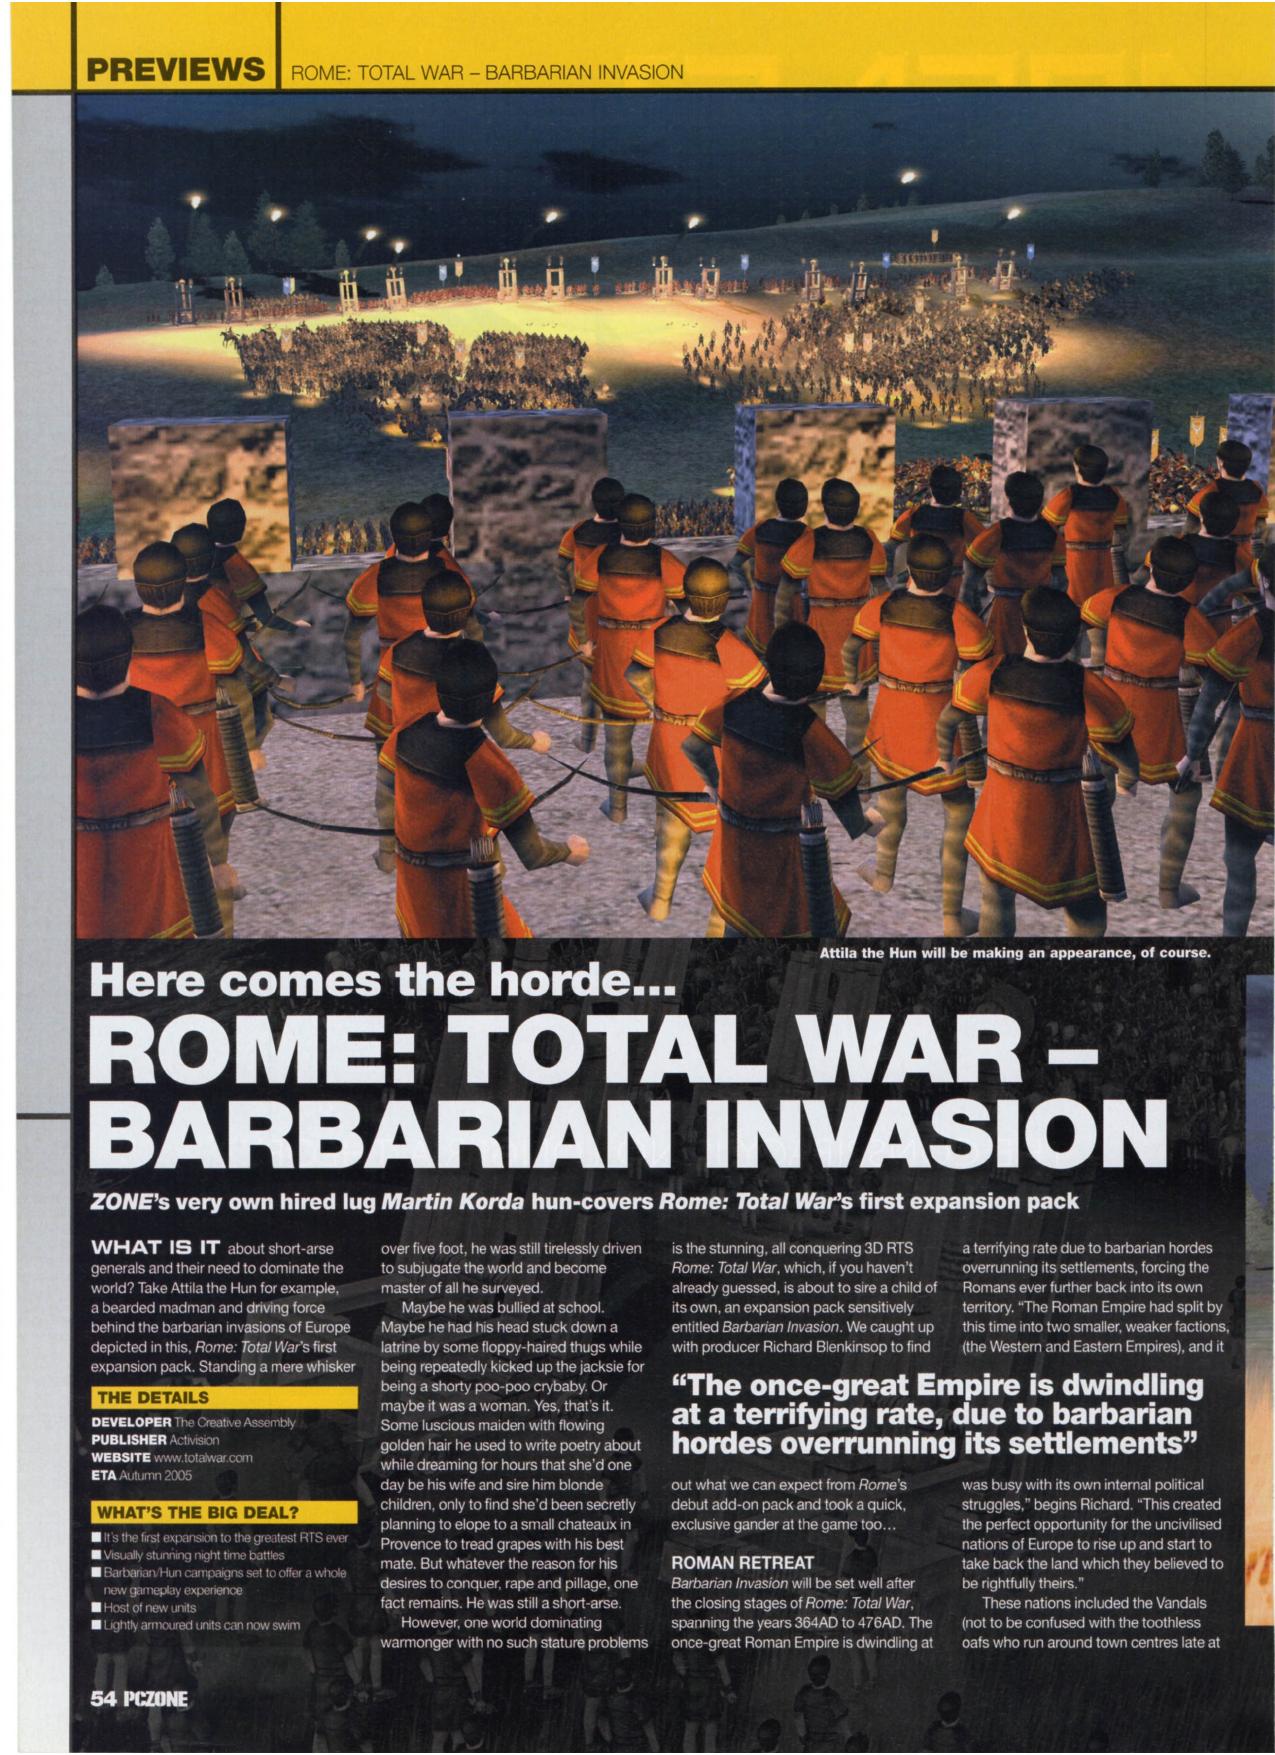 PREVIEWS
ROME: TOTAL WAR – BARBARIAN INVASION
Attila the Hun will be making an appearance, of course.
Here comes the horde...
ROME: TOTAL WAR –
BARBARIAN INVASION
ZONE's very own hired lug Martin Korda hun-covers Rome: Total War's first expansion pack
WHAT IS IT about short-arse
generals and their need to dominate the
world? Take Attila the Hun for example,
a bearded madman and driving force
behind the barbarian invasions of Europe
depicted in this, Rome: Total War's first
expansion pack. Standing a mere whisker
THE DETAILS
DEVELOPER The Creative Assembly
PUBLISHER Activision
WEBSITE www.totalwar.com
ETA Autumn 2005
WHAT'S THE BIG DEAL?
■ It's the first expansion to the greatest RTS ever
■ Visually stunning night time battles
■ Barbarian/Hun campaigns set to offer a whole
new gameplay experience
■ Host of new units
■ Lightly armoured units can now swim
over five foot, he was still tirelessly driven
to subjugate the world and become
master of all he surveyed.
Maybe he was bullied at school.
Maybe he had his head stuck down a
latrine by some floppy-haired thugs while
being repeatedly kicked up the jacksie for
being a shorty poo-poo crybaby. Or
maybe it was a woman. Yes, that's it.
Some luscious maiden with flowing
golden hair he used to write poetry about
while dreaming for hours that she'd one
day be his wife and sire him blonde
children, only to find she'd been secretly
planning to elope to a small chateaux in
Provence to tread grapes with his best
mate. But whatever the reason for his
desires to conquer, rape and pillage, one
fact remains. He was still a short-arse.
However, one world dominating
warmonger with no such stature problems
is the stunning, all conquering 3D RTS
Rome: Total War, which, if you haven't
already guessed, is about to sire a child of
its own, an expansion pack sensitively
entitled Barbarian Invasion. We caught up
with producer Richard Blenkinsop to find
"The once-great Empire is dwindling
at a terrifying rate, due to barbarian
hordes overrunning its settlements"
out what we can expect from Rome's
debut add-on pack and took a quick,
exclusive gander at the game too...
ROMAN RETREAT
Barbarian Invasion will be set well after
the closing stages of Rome: Total War,
spanning the years 364AD to 476AD. The
once-great Roman Empire is dwindling at
a terrifying rate due to barbarian hordes
overrunning its settlements, forcing the
Romans ever further back into its own
territory. "The Roman Empire had split by
this time into two smaller, weaker factions,
(the Western and Eastern Empires), and it
was busy with its own internal political
struggles," begins Richard. "This created
the perfect opportunity for the uncivilised
nations of Europe to rise up and start to
take back the land which they believed to
be rightfully theirs."
These nations included the Vandals
(not to be confused with the toothless
oafs who run around town centres late at
54 PCZONE